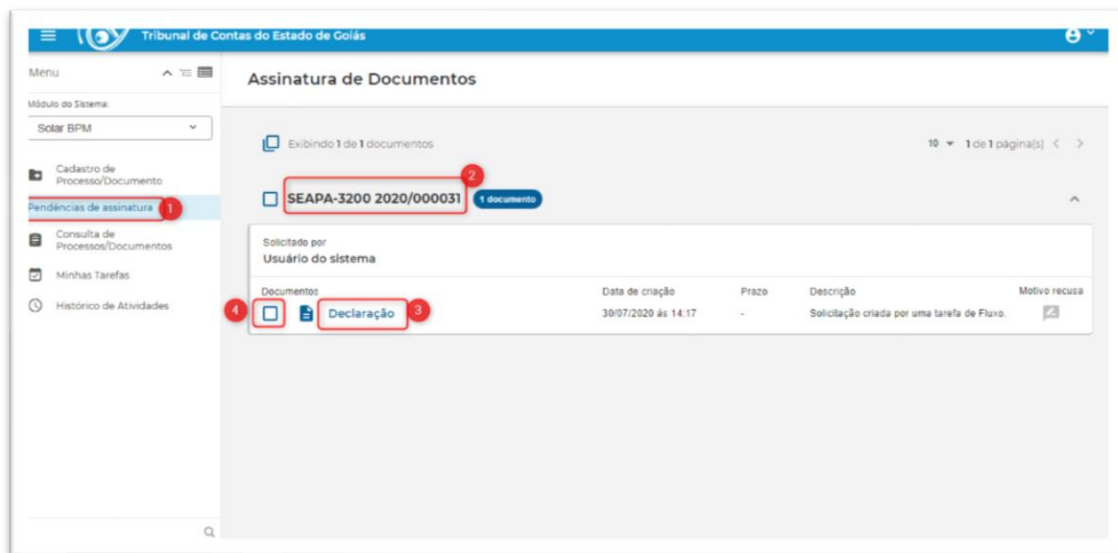 Tribunal de Contas do Estado de Goiás
Menu
Assinatura de Documentos
Módulo do Sistema:
Solar BPM
Exibindo 1 de 1 documentos
10
1 de 1 página(s)
Cadastro de
Processo/Documento
2
SEAPA-3200 2020/000031
1 documento
Pendências de assinatura
1
Consulta de
Processos/Documentos
Solicitado por
Usuário do sistema
Minhas Tarefas
Histórico de Atividades
Documentos Data de criação Prazo Descrição Motivo recusa
4 Declaração 3 30/07/2020 às 14:17 - Solicitação criada por uma tarefa de Fluxo.